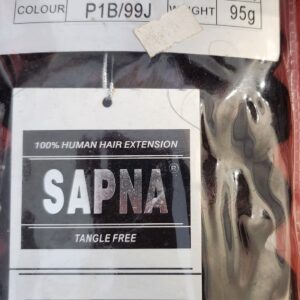 COLOUR P1B/99J WEIGHT 95g
100% HUMAN HAIR EXTENSION
SAPNA®
TANGLE FREE